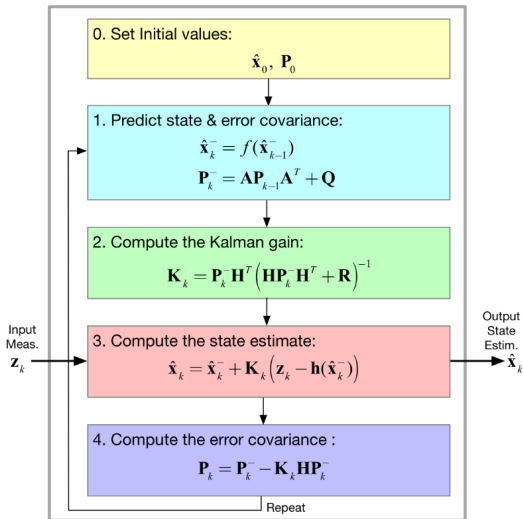 0. Set Initial values:
x̂₀, P₀
1. Predict state & error covariance:
x̂ₖ⁻ = f(x̂ₖ₋₁⁻)
Pₖ⁻ = APₖ₋₁Aᵀ + Q
2. Compute the Kalman gain:
Kₖ = Pₖ⁻Hᵀ(HPₖ⁻Hᵀ + R)⁻¹
Input
Meas.
zₖ
3. Compute the state estimate:
x̂ₖ = x̂ₖ⁻ + Kₖ(zₖ − h(x̂ₖ⁻))
Output
State
Estim.
x̂ₖ
4. Compute the error covariance :
Pₖ = Pₖ⁻ − KₖHPₖ⁻
Repeat